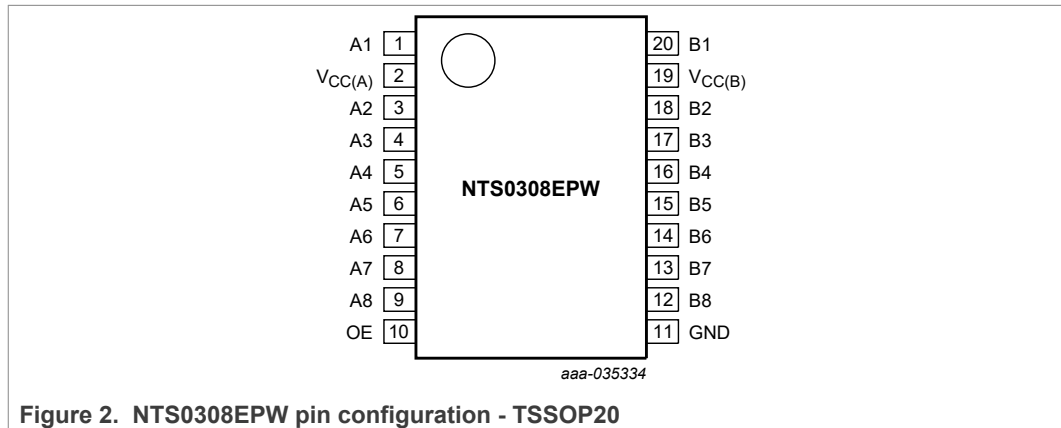 A1 1 20 B1
VCC(A) 2 19 VCC(B)
A2 3 18 B2
A3 4 17 B3
A4 5 16 B4
A5 6 15 B5
A6 7 14 B6
A7 8 13 B7
A8 9 12 B8
OE 10 11 GND
NTS0308EPW
aaa-035334
Figure 2. NTS0308EPW pin configuration - TSSOP20